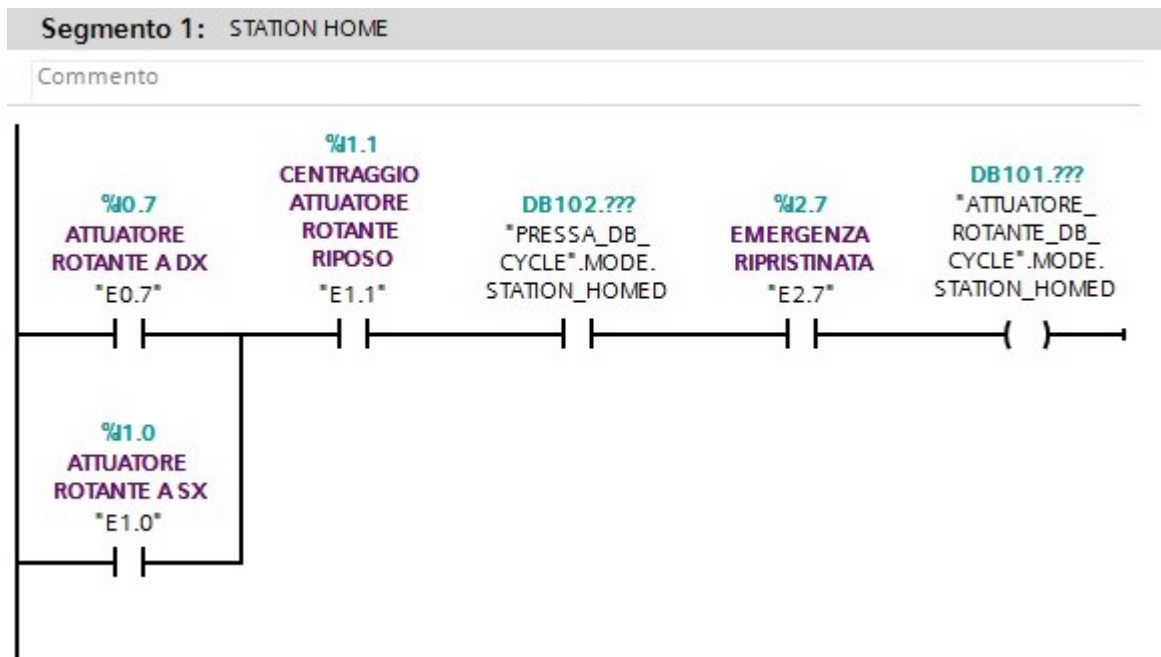 Segmento 1: STATION HOME
Commento
%I0.7
ATTUATORE
ROTANTE A DX
"E0.7"
%I1.1
CENTRAGGIO
ATTUATORE
ROTANTE
RIPOSO
"E1.1"
DB102.???
"PRESSA_DB_
CYCLE".MODE.
STATION_HOMED
%I2.7
EMERGENZA
RIPRISTINATA
"E2.7"
DB101.???
"ATTUATORE_
ROTANTE_DB_
CYCLE".MODE.
STATION_HOMED
%I1.0
ATTUATORE
ROTANTE A SX
"E1.0"